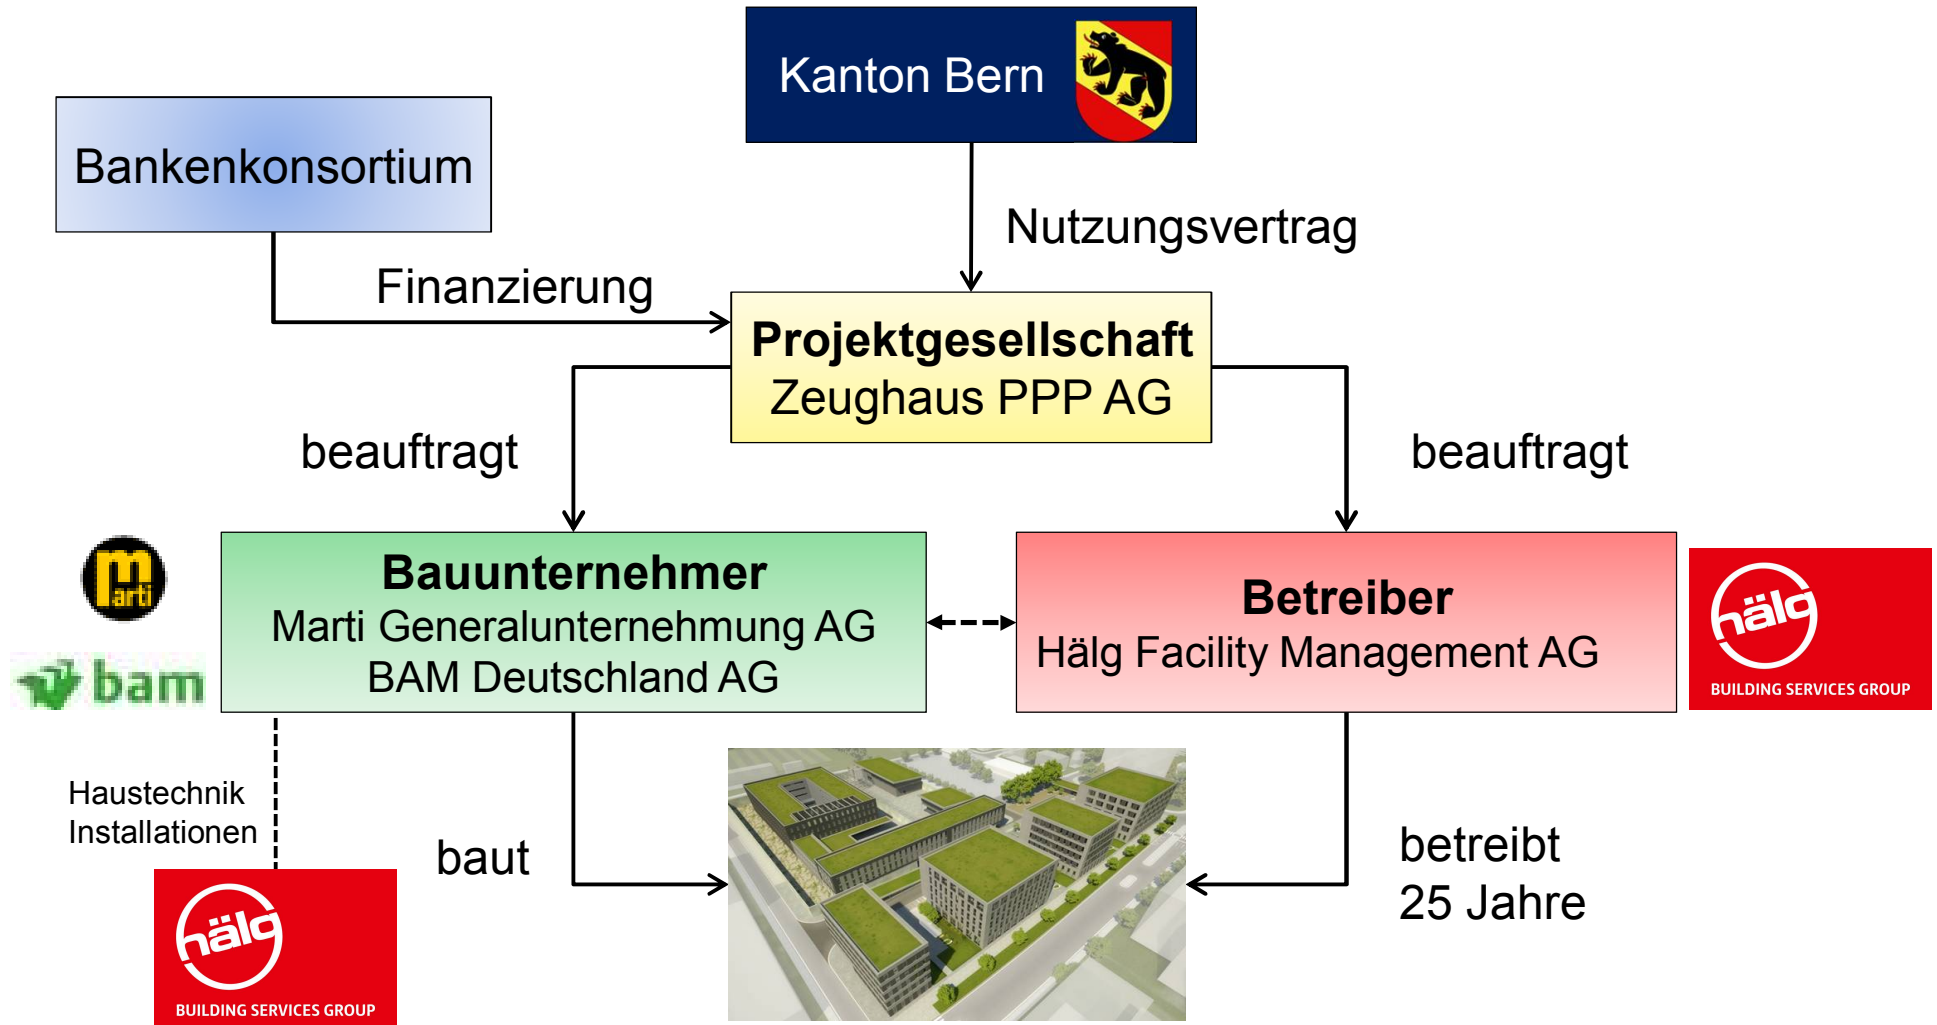 Kanton Bern
Bankenkonsortium
Nutzungsvertrag
Finanzierung
Projektgesellschaft
Zeughaus PPP AG
beauftragt
beauftragt
Bauunternehmer
Marti Generalunternehmung AG
BAM Deutschland AG
marti
bam
Betreiber
Hälg Facility Management AG
hälg
BUILDING SERVICES GROUP
Haustechnik
Installationen
baut
betreibt
25 Jahre
hälg
BUILDING SERVICES GROUP